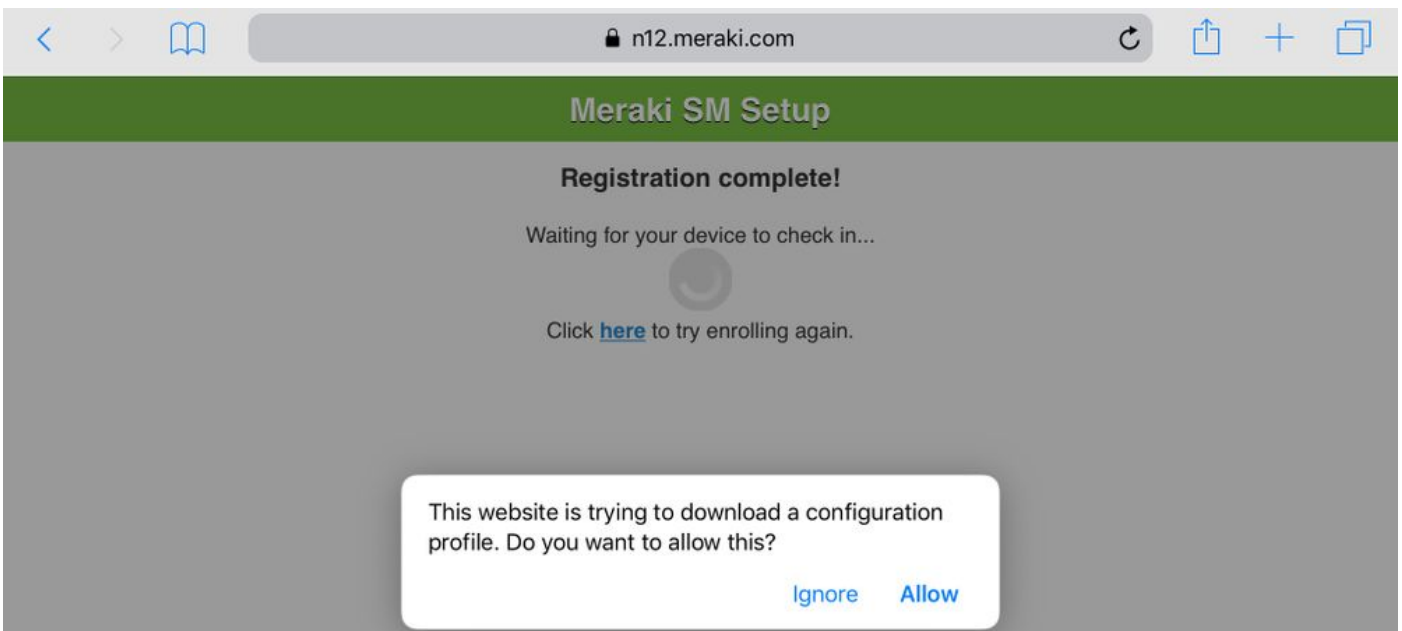 n12.meraki.com
Meraki SM Setup
Registration complete!
Waiting for your device to check in...
Click here to try enrolling again.
This website is trying to download a configuration
profile. Do you want to allow this?
Ignore Allow